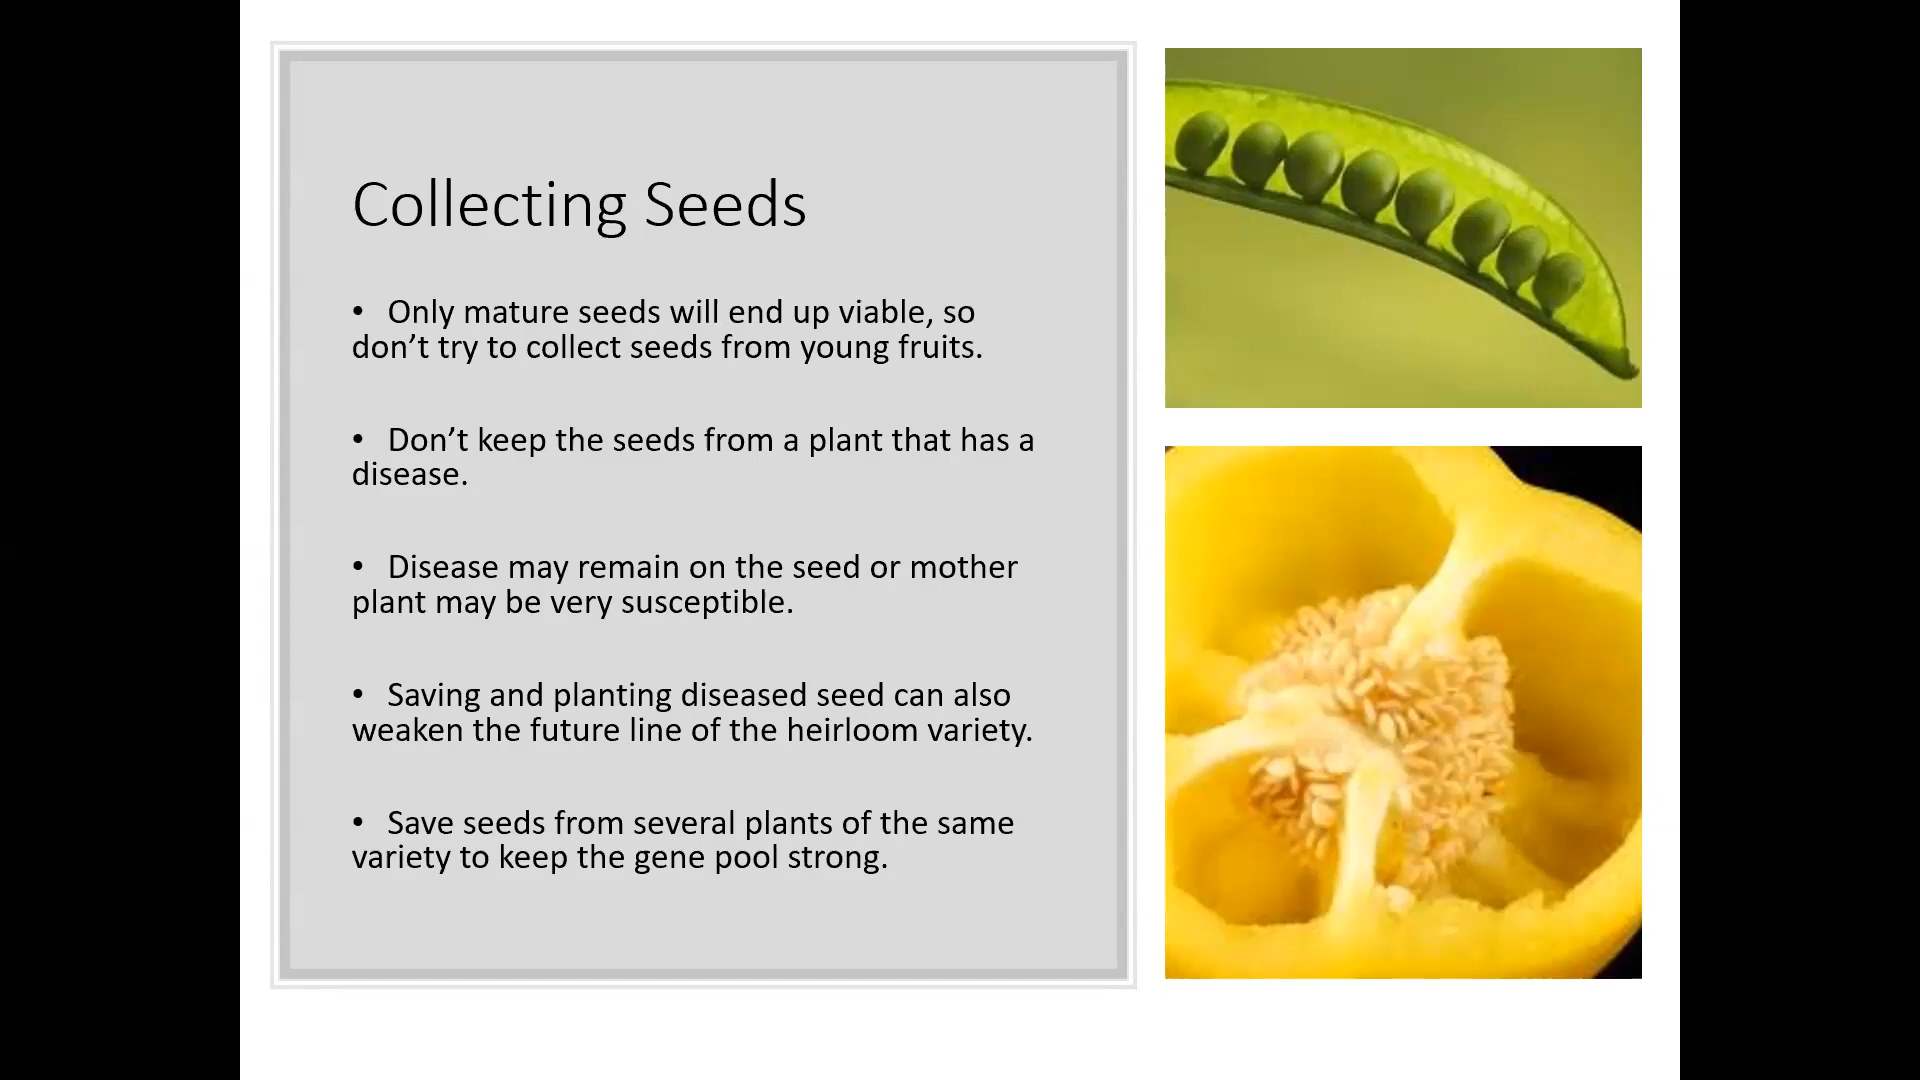 Collecting Seeds
• Only mature seeds will end up viable, so
don’t try to collect seeds from young fruits.
• Don’t keep the seeds from a plant that has a
disease.
• Disease may remain on the seed or mother
plant may be very susceptible.
• Saving and planting diseased seed can also
weaken the future line of the heirloom variety.
• Save seeds from several plants of the same
variety to keep the gene pool strong.